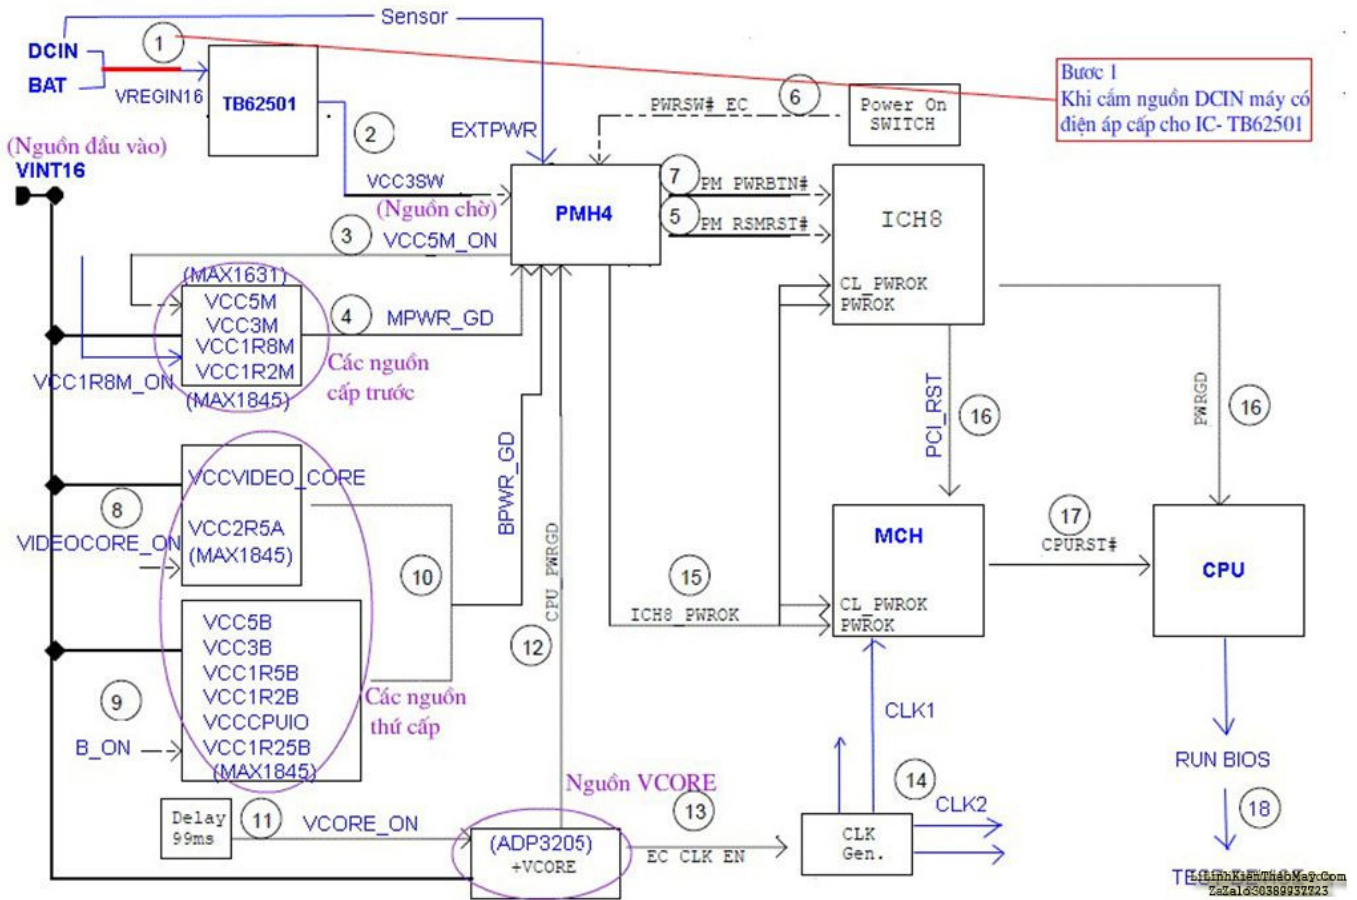 Sensor
DCIN
BAT
1
VREGIN16
TB62501
Bươc 1
Khi cắm nguồn DCIN máy có
điện áp cấp cho IC- TB62501
PWRSW# EC
6
Power On
SWITCH
(Nguồn đầu vào)
VINT16
2
EXTPWR
VCC3SW
(Nguồn chờ)
PMH4
7
PM PWRBTN#
5
PM RSMRST#
ICH8
CL_PWROK
PWROK
3
VCC5M_ON
(MAX1631)
VCC5M
VCC3M
VCC1R8M
VCC1R2M
(MAX1845)
VCC1R8M_ON
4
MPWR_GD
Các nguồn
cấp trước
PCI_RST
16
PWRGD
16
VCCVIDEO_CORE
VCC2R5A
(MAX1845)
8
VIDEOCORE_ON
10
BPWR_GD
CPU PWRGD
12
15
ICH8_PWROK
MCH
CL_PWROK
PWROK
17
CPURST#
CPU
VCC5B
VCC3B
VCC1R5B
VCC1R2B
VCCCPUIO
VCC1R25B
(MAX1845)
9
B_ON
Các nguồn
thứ cấp
Nguồn VCORE
Delay
99ms
11
VCORE_ON
(ADP3205)
+VCORE
13
EC CLK EN
CLK
Gen.
CLK1
14
CLK2
RUN BIOS
18
LiLinhKienThaoMay.Com
ZaZalo:0389937723